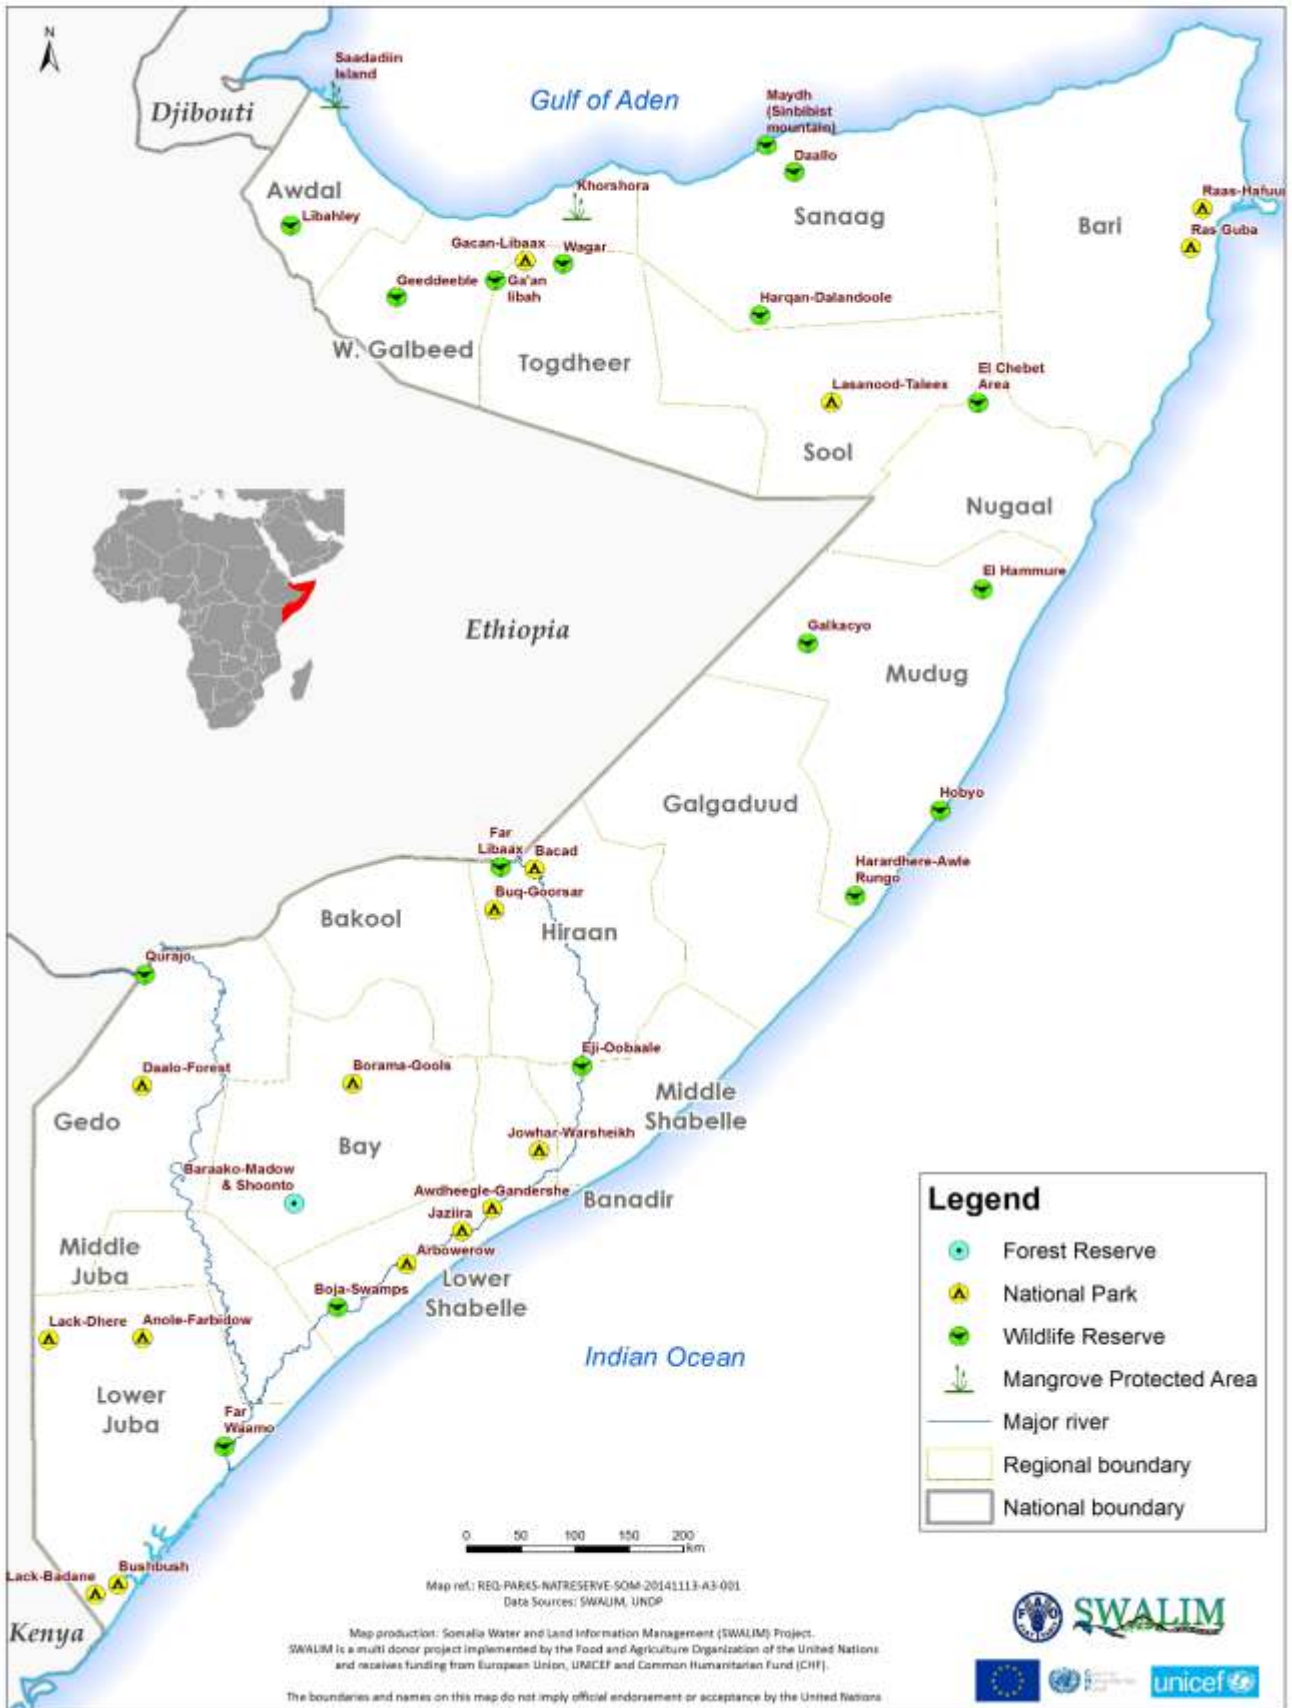 N
Saadadiin
Island
Djibouti
Gulf of Aden
Maydh
(Sinbibist
mountain)
Daallo
Khorshora
Raas-Hafuun
Awdal
Libahley
Sanaag
Bari
Ras Guba
Gacan-Libaax
Wagar
Geeddeeble
Ga'an
libah
Harqan-Dalandoole
W. Galbeed
Togdheer
El Chebet
Area
Lasanood-Taleex
Sool
Nugaal
El Hammure
Ethiopia
Galkacyo
Mudug
Hobyo
Galgaduud
Far
Libaax
Bacad
Harardhere-Awle
Rungo
Buq-Goorsar
Bakool
Hiraan
Qurajo
Eji-Oobaale
Daalo-Forest
Borama-Gools
Middle
Shabelle
Gedo
Jowhar-Warsheikh
Bay
Baraako-Madow
& Shoonto
Awdheegle-Gandershe
Banadir
Jaziira
Middle
Juba
Arbowerow
Lower
Shabelle
Boja-Swamps
Lack-Dhere
Anole-Farbidow
Indian Ocean
Lower
Juba
Far
Waamo
Bushbush
Lack-Badane
Kenya
Legend
Forest Reserve
National Park
Wildlife Reserve
Mangrove Protected Area
Major river
Regional boundary
National boundary
0 50 100 150 200
km
Map ref.: REQ-PARKS-NATRESERVE-SOM-20141113-A3-001
Data Sources: SWALIM, UNDP
Map production: Somalia Water and Land Information Management (SWALIM) Project.
SWALIM is a multi donor project implemented by the Food and Agriculture Organization of the United Nations
and receives funding from European Union, UNICEF and Common Humanitarian Fund (CHF).
The boundaries and names on this map do not imply official endorsement or acceptance by the United Nations
FAO
SWALIM
unicef